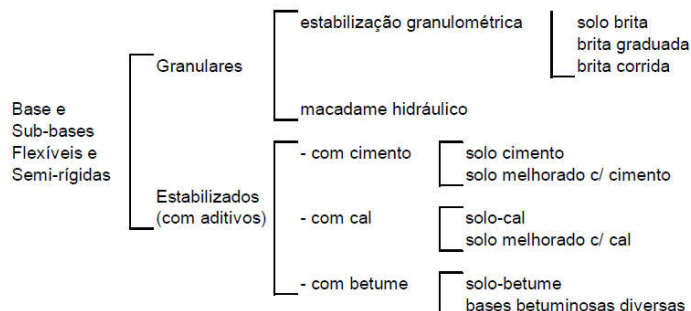 estabilização granulométrica
solo brita
brita graduada
brita corrida
Granulares
macadame hidráulico
Base e
Sub-bases
Flexíveis e
Semi-rígidas
- com cimento
solo cimento
solo melhorado c/ cimento
Estabilizados
(com aditivos)
- com cal
solo-cal
solo melhorado c/ cal
- com betume
solo-betume
bases betuminosas diversas